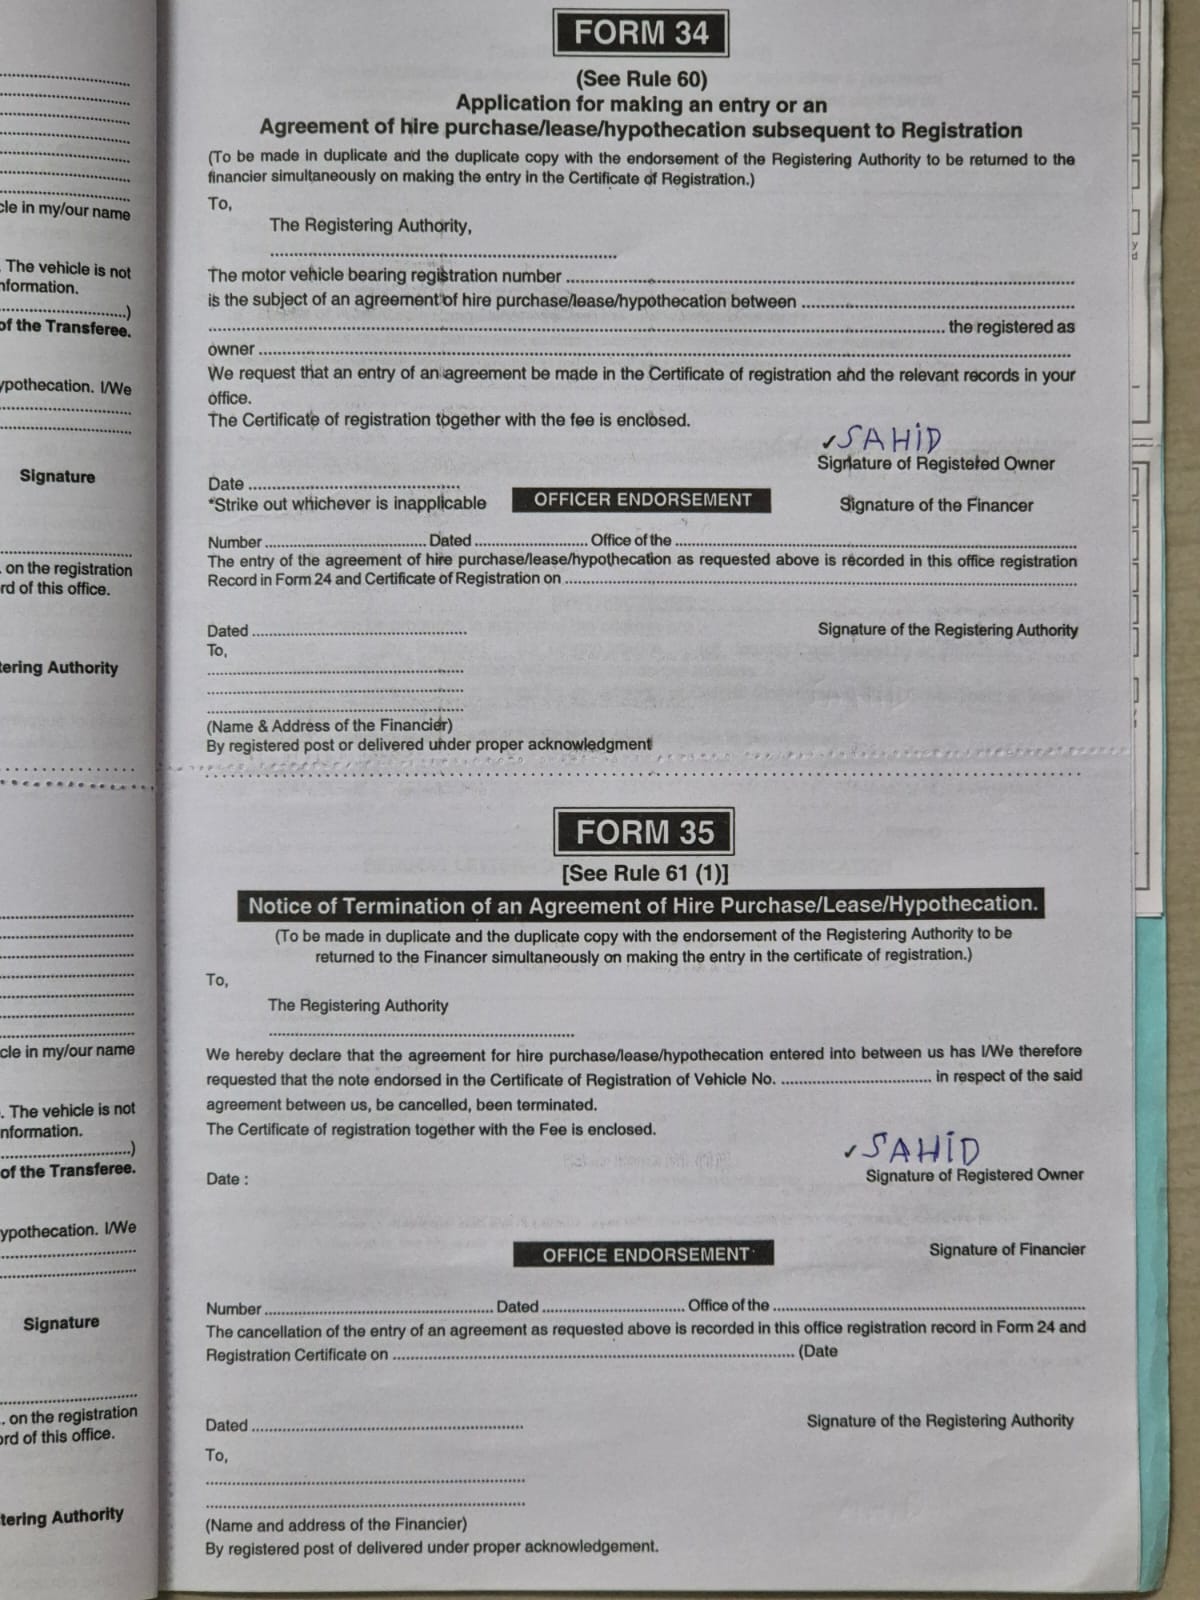 cle in my/our name
. The vehicle is not
nformation.
)
of the Transferee.
ypothecation. I/We
Signature
. on the registration
rd of this office.
tering Authority
cle in my/our name
. The vehicle is not
nformation.
)
of the Transferee.
ypothecation. I/We
Signature
., on the registration
ord of this office.
tering Authority
FORM 34
(See Rule 60)
Application for making an entry or an
Agreement of hire purchase/lease/hypothecation subsequent to Registration
(To be made in duplicate and the duplicate copy with the endorsement of the Registering Authority to be returned to the
financier simultaneously on making the entry in the Certificate of Registration.)
To,
The Registering Authority,
The motor vehicle bearing registration number
is the subject of an agreement of hire purchase/lease/hypothecation between
the registered as
owner
We request that an entry of an agreement be made in the Certificate of registration and the relevant records in your
office.
The Certificate of registration together with the fee is enclosed.
✓SAHID
Signature of Registered Owner
Date
*Strike out whichever is inapplicable OFFICER ENDORSEMENT Signature of the Financer
Number Dated Office of the
The entry of the agreement of hire purchase/lease/hypothecation as requested above is recorded in this office registration
Record in Form 24 and Certificate of Registration on
Dated Signature of the Registering Authority
To,
(Name & Address of the Financier)
By registered post or delivered under proper acknowledgment
FORM 35
[See Rule 61 (1)]
Notice of Termination of an Agreement of Hire Purchase/Lease/Hypothecation.
(To be made in duplicate and the duplicate copy with the endorsement of the Registering Authority to be
returned to the Financer simultaneously on making the entry in the certificate of registration.)
To,
The Registering Authority
We hereby declare that the agreement for hire purchase/lease/hypothecation entered into between us has I/We therefore
requested that the note endorsed in the Certificate of Registration of Vehicle No. in respect of the said
agreement between us, be cancelled, been terminated.
The Certificate of registration together with the Fee is enclosed.
✓SAHID
Date : Signature of Registered Owner
OFFICE ENDORSEMENT Signature of Financier
Number Dated Office of the
The cancellation of the entry of an agreement as requested above is recorded in this office registration record in Form 24 and
Registration Certificate on (Date
Dated Signature of the Registering Authority
To,
(Name and address of the Financier)
By registered post of delivered under proper acknowledgement.